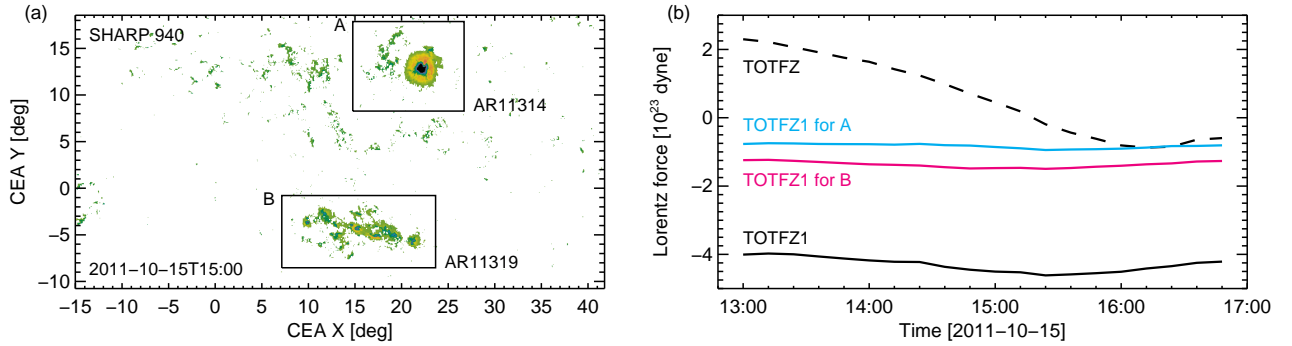 (a)
SHARP 940
A
AR11314
B
AR11319
2011−10−15T15:00
15
10
5
0
−5
−10
CEA Y [deg]
−15 −10 −5 0 5 10 15 20 25 30 35 40
CEA X [deg]
(b)
TOTFZ
TOTFZ1 for A
TOTFZ1 for B
TOTFZ1
2
0
−2
−4
Lorentz force [10²³ dyne]
13:00 14:00 15:00 16:00 17:00
Time [2011−10−15]